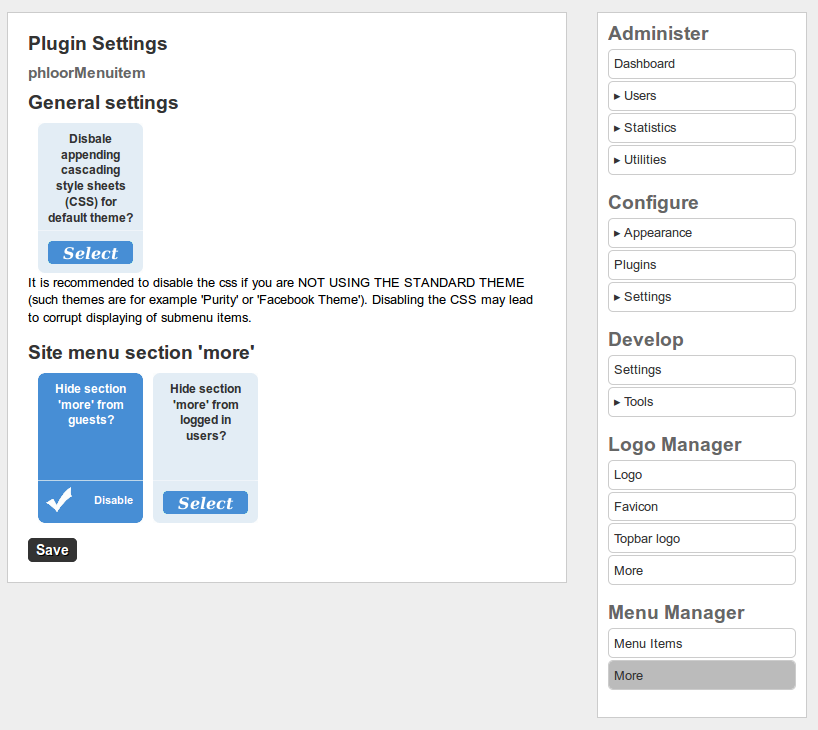 Plugin Settings
phloorMenuitem
General settings
Disbale
appending
cascading
style sheets
(CSS) for
default theme?
Select
It is recommended to disable the css if you are NOT USING THE STANDARD THEME
(such themes are for example 'Purity' or 'Facebook Theme'). Disabling the CSS may lead
to corrupt displaying of submenu items.
Site menu section 'more'
Hide section
'more' from
guests?
Disable
Hide section
'more' from
logged in
users?
Select
Save
Administer
Dashboard
▸ Users
▸ Statistics
▸ Utilities
Configure
▸ Appearance
Plugins
▸ Settings
Develop
Settings
▸ Tools
Logo Manager
Logo
Favicon
Topbar logo
More
Menu Manager
Menu Items
More